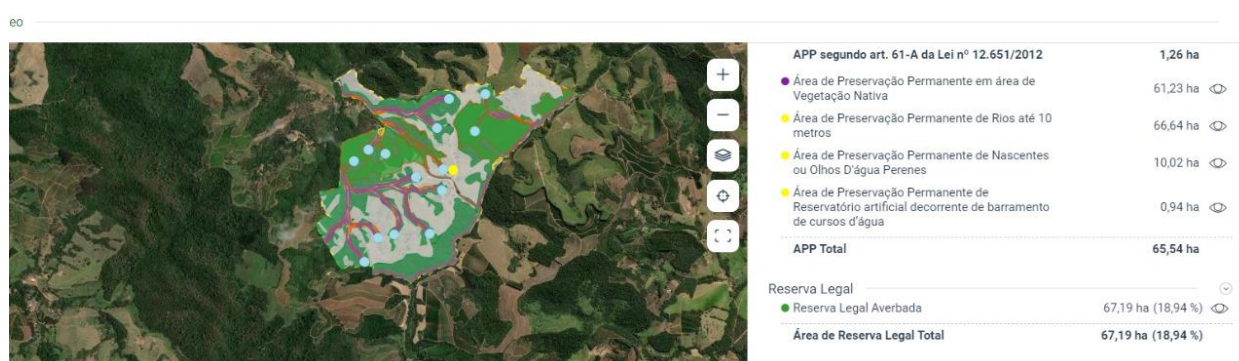 eo
APP segundo art. 61-A da Lei nº 12.651/2012 1,26 ha
Área de Preservação Permanente em área de
Vegetação Nativa 61,23 ha
Área de Preservação Permanente de Rios até 10
metros 66,64 ha
Área de Preservação Permanente de Nascentes
ou Olhos D'água Perenes 10,02 ha
Área de Preservação Permanente de
Reservatório artificial decorrente de barramento 0,94 ha
de cursos d'água
APP Total 65,54 ha
Reserva Legal
Reserva Legal Averbada 67,19 ha (18,94 %)
Área de Reserva Legal Total 67,19 ha (18,94 %)